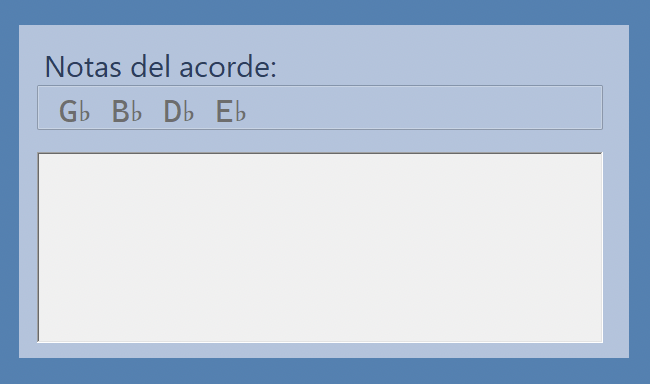 Notas del acorde:
G♭ B♭ D♭ E♭